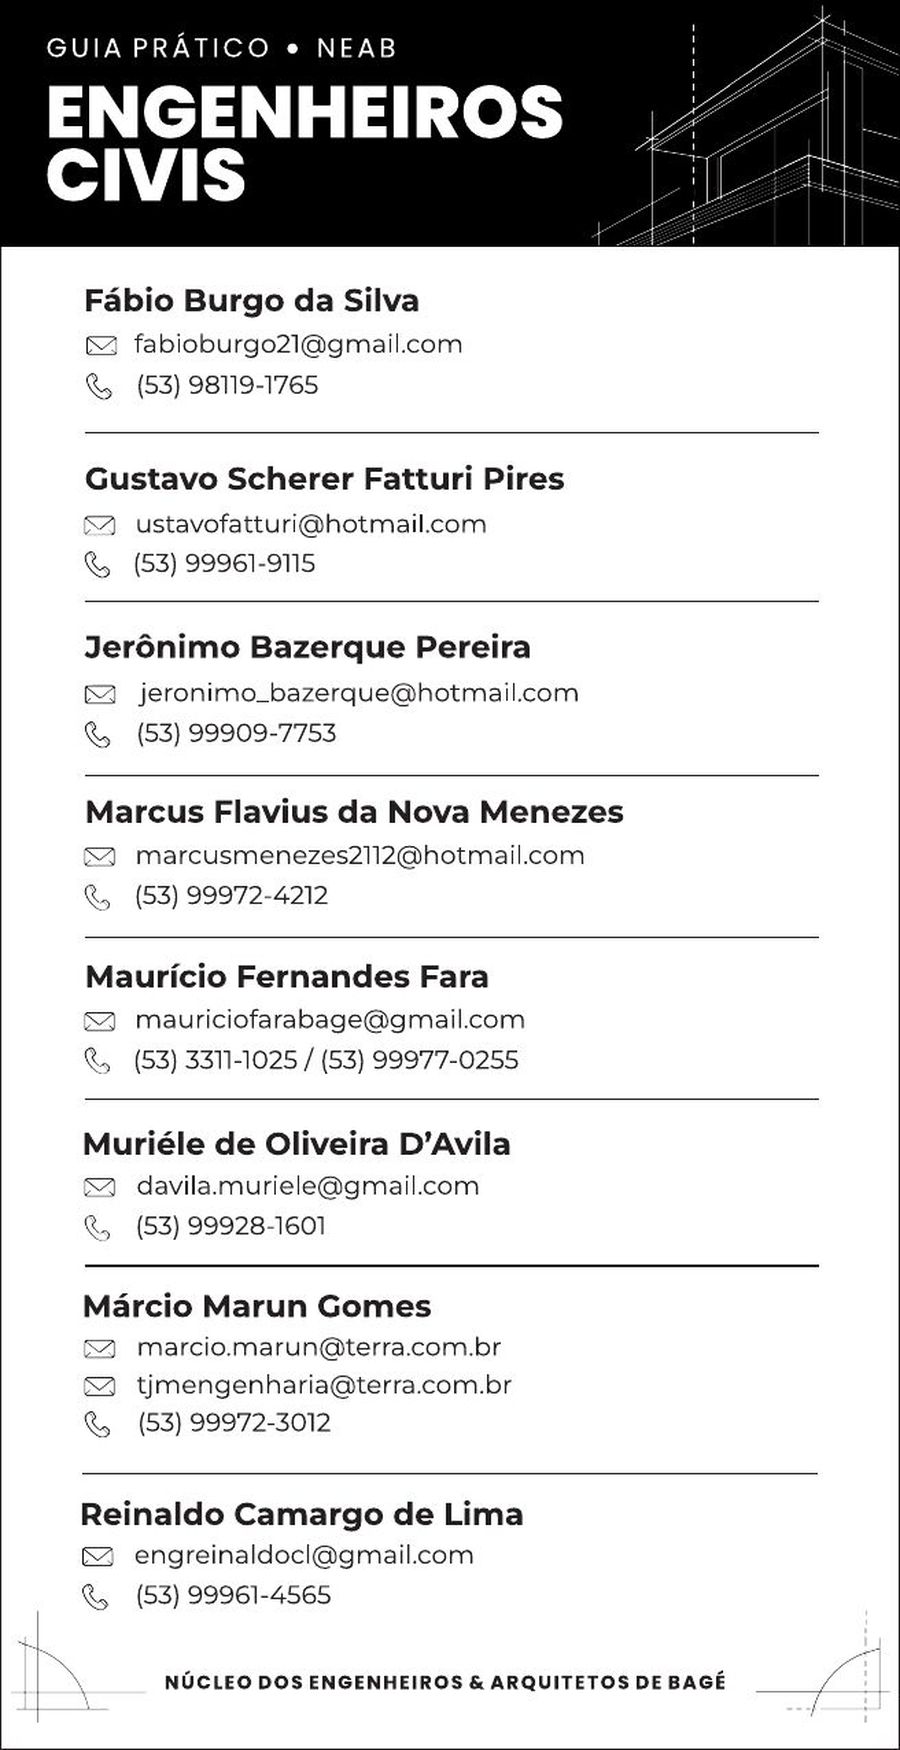 GUIA PRÁTICO • NEAB
ENGENHEIROS
CIVIS
Fábio Burgo da Silva
fabioburgo21@gmail.com
(53) 98119-1765
Gustavo Scherer Fatturi Pires
ustavofatturi@hotmail.com
(53) 99961-9115
Jerônimo Bazerque Pereira
jeronimo_bazerque@hotmail.com
(53) 99909-7753
Marcus Flavius da Nova Menezes
marcusmenezes2112@hotmail.com
(53) 99972-4212
Maurício Fernandes Fara
mauriciofarabage@gmail.com
(53) 3311-1025 / (53) 99977-0255
Muriéle de Oliveira D’Avila
davila.muriele@gmail.com
(53) 99928-1601
Márcio Marun Gomes
marcio.marun@terra.com.br
tjmengenharia@terra.com.br
(53) 99972-3012
Reinaldo Camargo de Lima
engreinaldocl@gmail.com
(53) 99961-4565
NÚCLEO DOS ENGENHEIROS & ARQUITETOS DE BAGÉ